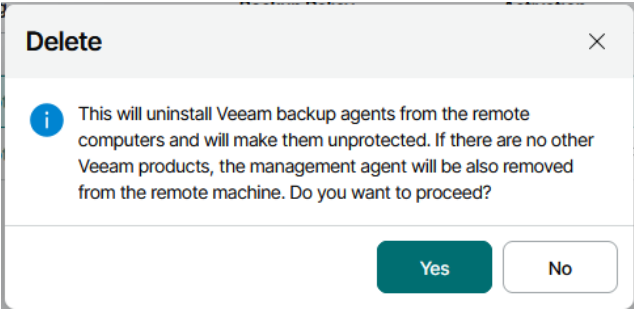 Delete
This will uninstall Veeam backup agents from the remote
computers and will make them unprotected. If there are no other
Veeam products, the management agent will be also removed
from the remote machine. Do you want to proceed?
Yes
No